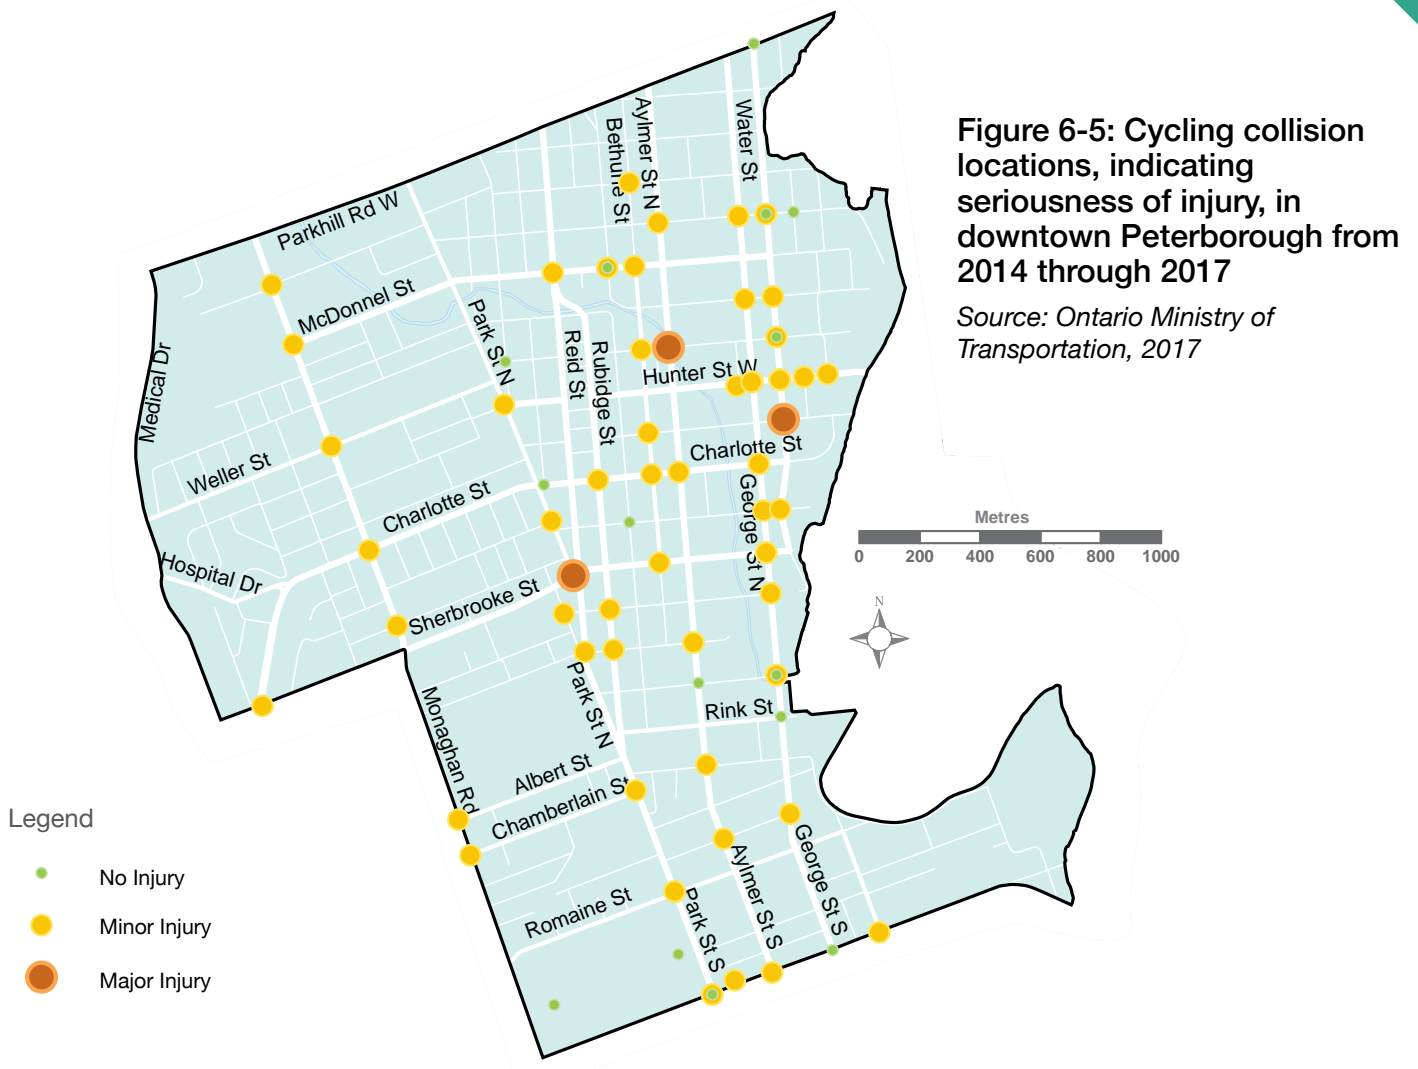 Figure 6-5: Cycling collision
locations, indicating
seriousness of injury, in
downtown Peterborough from
2014 through 2017
Source: Ontario Ministry of
Transportation, 2017
Parkhill Rd W
McDonnel St
Medical Dr
Weller St
Hospital Dr
Charlotte St
Sherbrooke St
Monaghan Rd
Park St N
Reid St
Rubidge St
Bethune St
Aylmer St N
Water St
Hunter St W
Charlotte St
George St N
Park St N
Rink St
Albert St
Chamberlain St
Romaine St
Park St S
Aylmer St S
George St S
Metres
0 200 400 600 800 1000
N
Legend
No Injury
Minor Injury
Major Injury